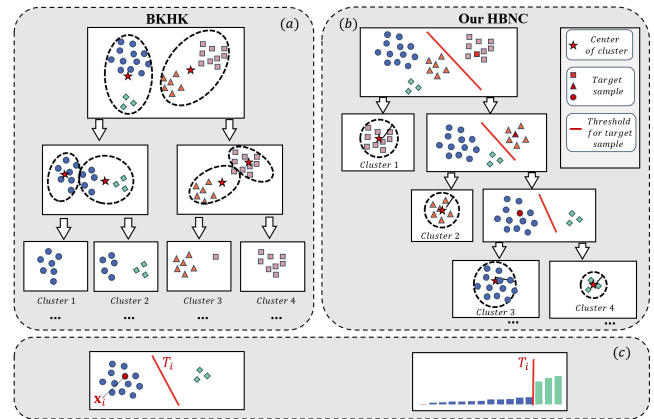 BKHK
(a)
Cluster 1
Cluster 2
Cluster 3
Cluster 4
...
...
...
...
Our HBNC
(b)
Center
of cluster
Target
sample
Threshold
for target
sample
Cluster 1
Cluster 2
Cluster 3
...
Cluster 4
...
(c)
T_i
x_i
T_i